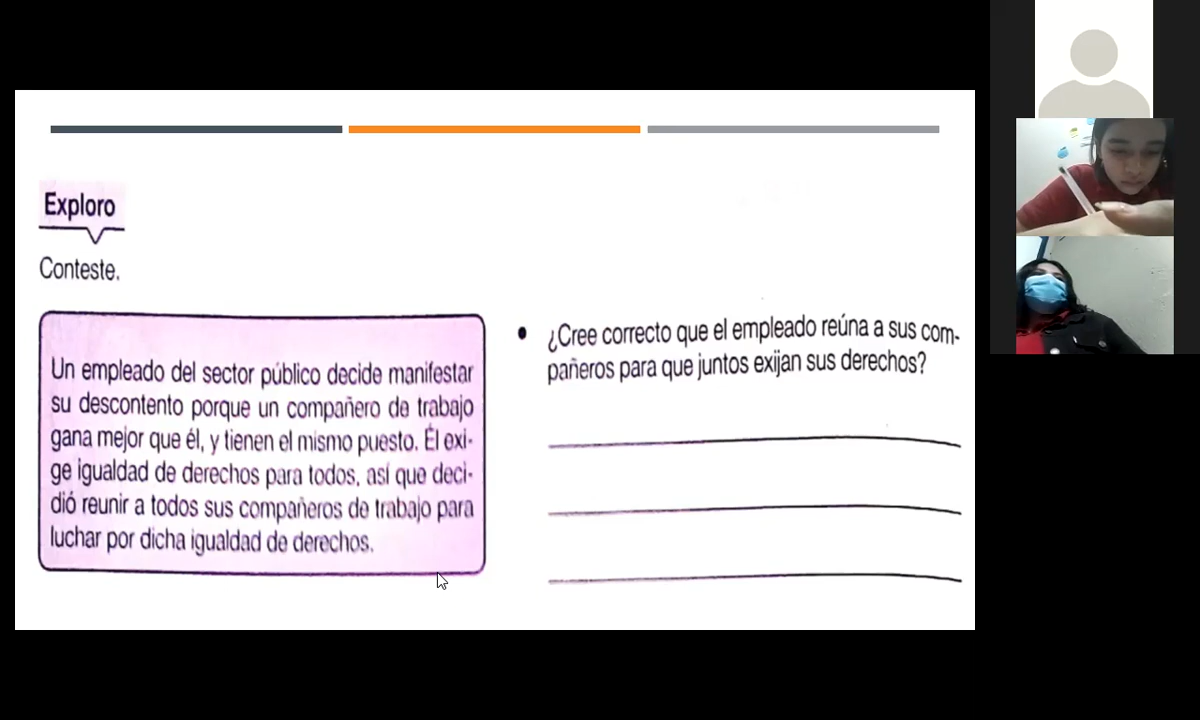 Exploro
Conteste.
Un empleado del sector público decide manifestar
su descontento porque un compañero de trabajo
gana mejor que él, y tienen el mismo puesto. Él exi-
ge igualdad de derechos para todos, así que deci-
dió reunir a todos sus compañeros de trabajo para
luchar por dicha igualdad de derechos.
• ¿Cree correcto que el empleado reúna a sus com-
pañeros para que juntos exijan sus derechos?